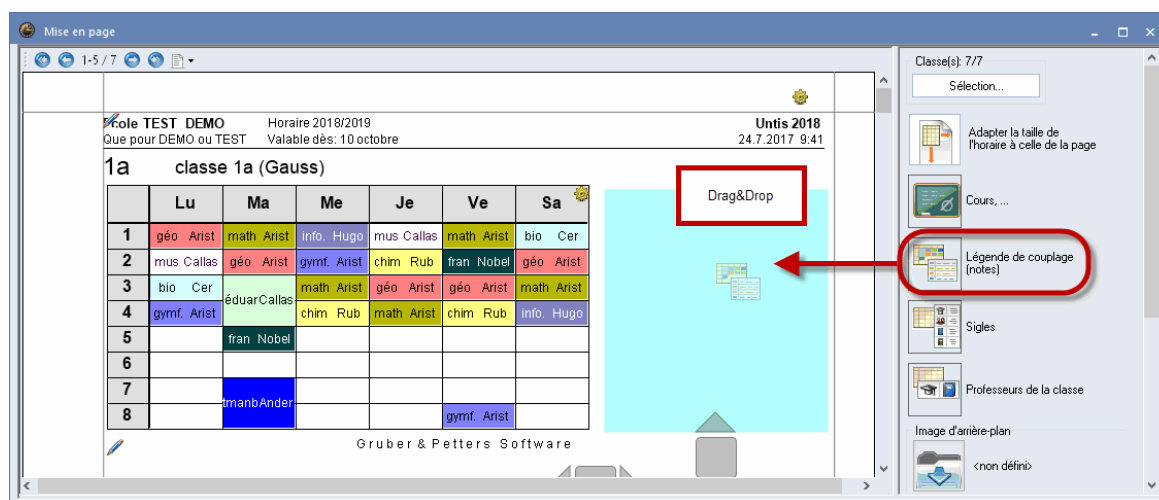 Mise en page
1-5 / 7
Classe(s): 7/7
Sélection...
Adapter la taille de
l'horaire à celle de la page
Cours, ...
Légende de couplage
(notes)
Sigles
Professeurs de la classe
Image d'arrière-plan
<non défini>
École TEST DEMO Horaire 2018/2019 Untis 2018
Que pour DEMO ou TEST Valable dès: 10 octobre 24.7.2017 9:41
1a classe 1a (Gauss)
Drag&Drop
Lu Ma Me Je Ve Sa
1 géo Arist math Arist info. Hugo mus Callas math Arist bio Cer
2 mus Callas géo Arist gymf. Arist chim Rub fran Nobel géo Arist
3 bio Cer éduarCallas math Arist géo Arist géo Arist math Arist
4 gymf. Arist chim Rub math Arist chim Rub info. Hugo
5 fran Nobel
6
7 tmanbAnder
8 gymf. Arist
Gruber & Petters Software